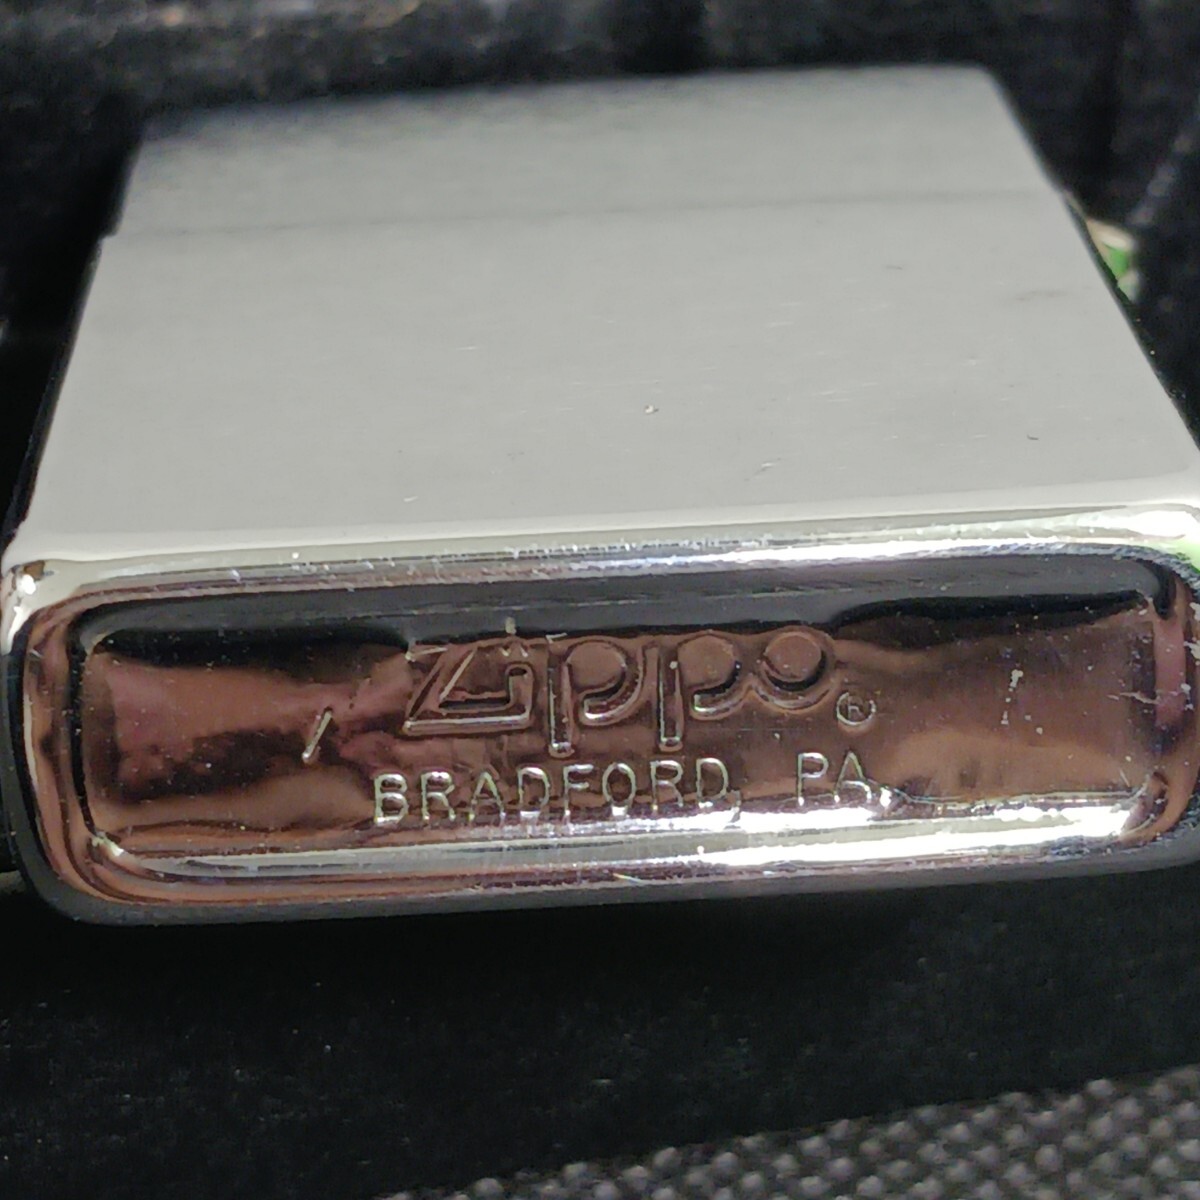 / Zippo ®
BRADFORD, PA.